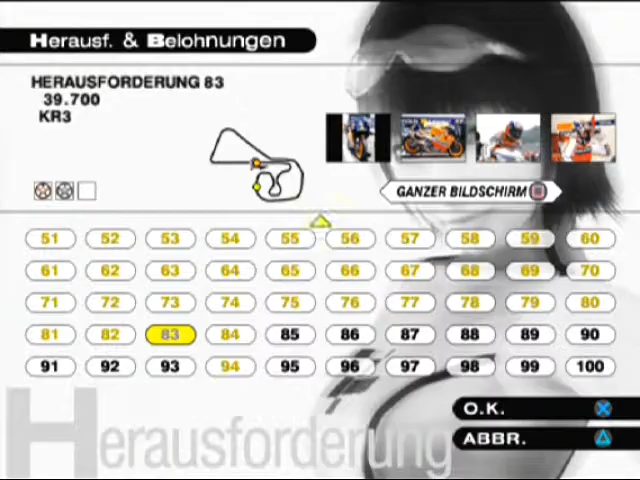 Herausf. & Belohnungen
HERAUSFORDERUNG 83
39.700
KR3
GANZER BILDSCHIRM
51 52 53 54 55 56 57 58 59 60
61 62 63 64 65 66 67 68 69 70
71 72 73 74 75 76 77 78 79 80
81 82 83 84 85 86 87 88 89 90
91 92 93 94 95 96 97 98 99 100
O.K.
ABBR.
Herausforderung